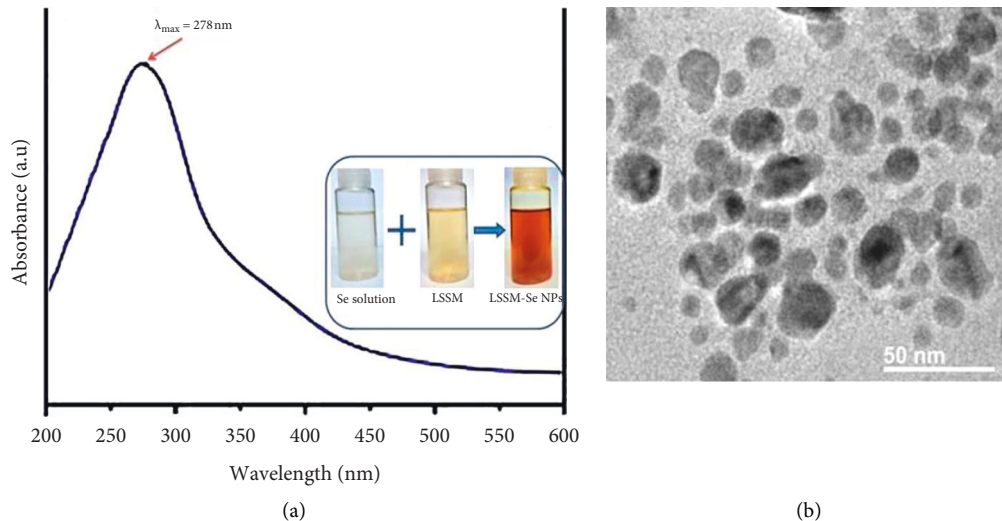 λmax = 278 nm
Absorbance (a.u)
Se solution
LSSM
LSSM-Se NPs
200
250
300
350
400
450
500
550
600
Wavelength (nm)
(a)
50 nm
(b)